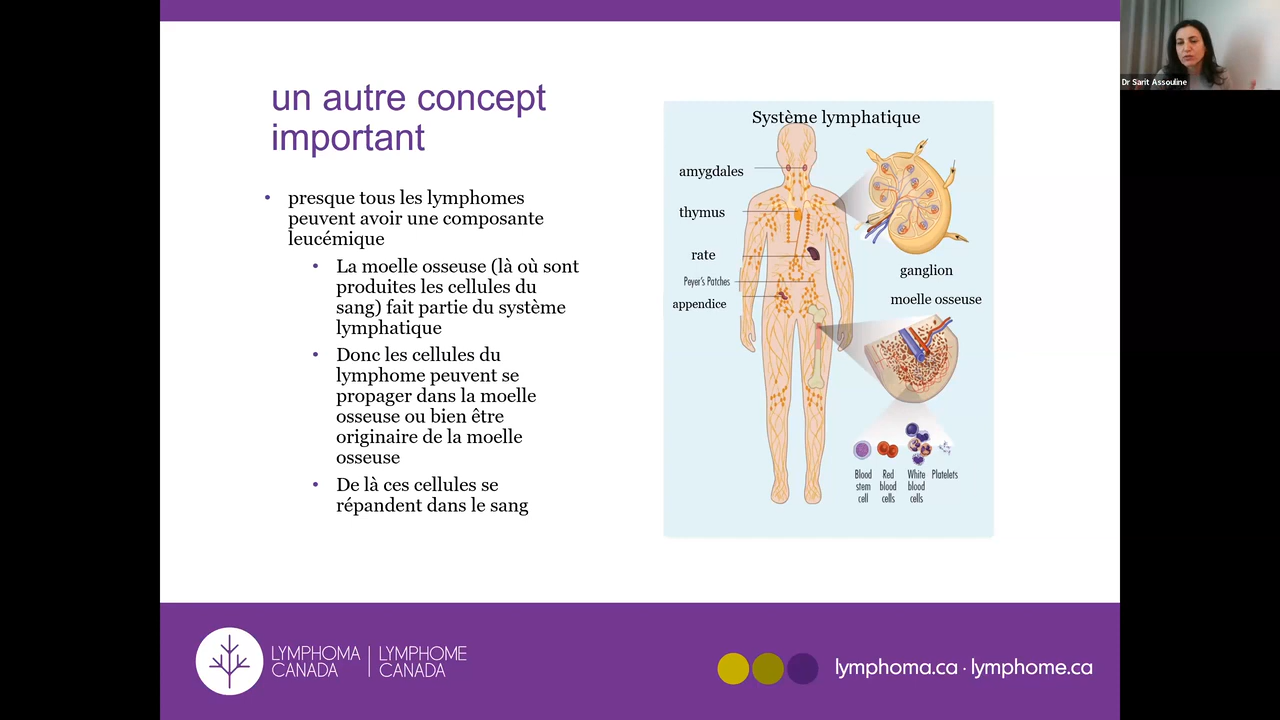 un autre concept
important
• presque tous les lymphomes
peuvent avoir une composante
leucémique
• La moelle osseuse (là où sont
produites les cellules du
sang) fait partie du système
lymphatique
• Donc les cellules du
lymphome peuvent se
propager dans la moelle
osseuse ou bien être
originaire de la moelle
osseuse
• De là ces cellules se
répandent dans le sang
Système lymphatique
amygdales
thymus
rate
Peyer's Patches
appendice
ganglion
moelle osseuse
Blood
stem
cell
Red
blood
cells
White
blood
cells
Platelets
Dr Sarit Assouline
LYMPHOMA
CANADA
LYMPHOME
CANADA
lymphoma.ca · lymphome.ca